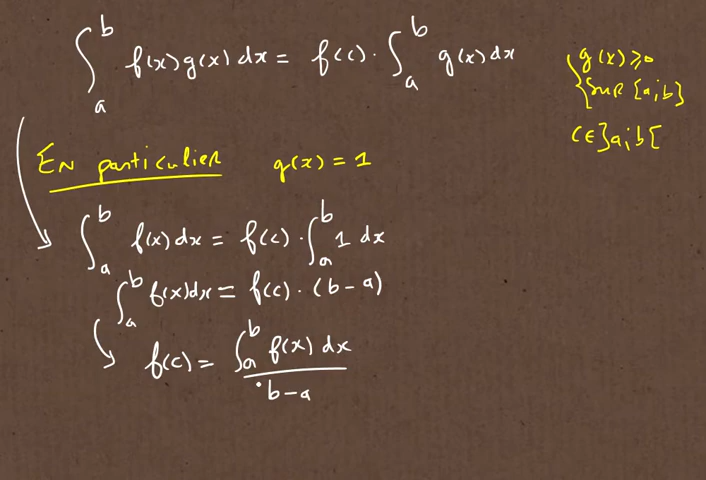 ∫_a^b f(x)g(x)dx = f(c)·∫_a^b g(x)dx
g(x)⩾0
SUR [a;b]
C∈]a;b[
EN particulier g(x)=1
∫_a^b f(x)dx = f(c)·∫_a^b 1 dx
∫_a^b f(x)dx = f(c)·(b-a)
f(c) = ∫_a^b f(x)dx
b-a